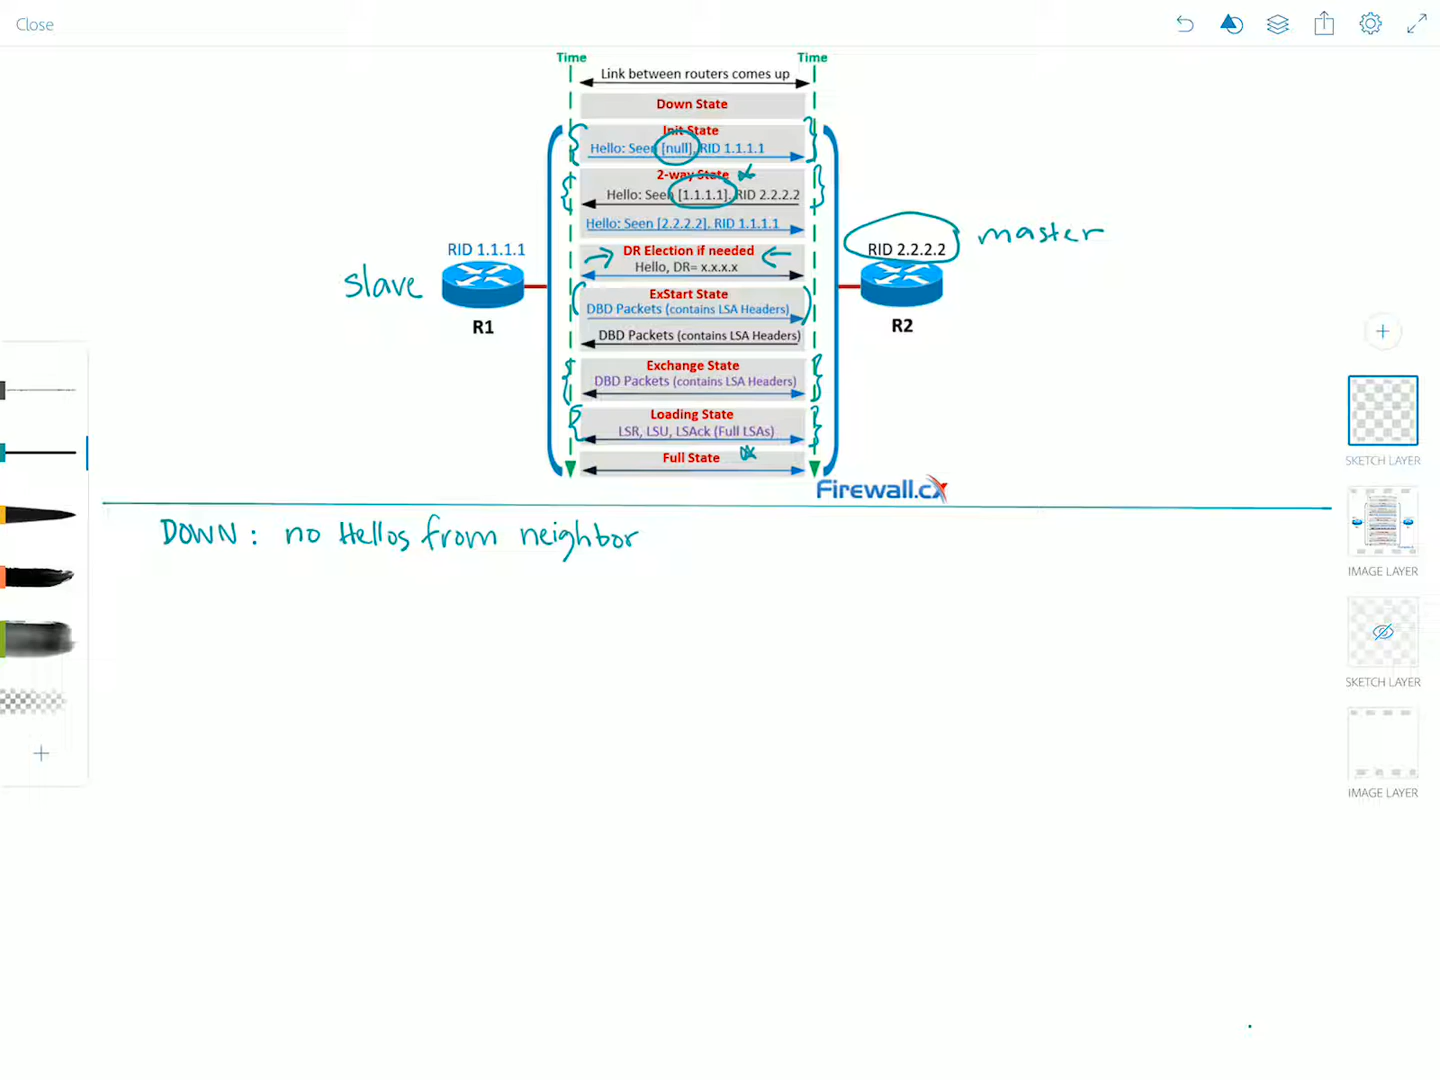 Close
Time
Time
Link between routers comes up
Down State
Init State
Hello: Seen [null], RID 1.1.1.1
2-way State
Hello: Seen [1.1.1.1], RID 2.2.2.2
Hello: Seen [2.2.2.2], RID 1.1.1.1
DR Election if needed
Hello, DR= x.x.x.x
ExStart State
DBD Packets (contains LSA Headers)
DBD Packets (contains LSA Headers)
Exchange State
DBD Packets (contains LSA Headers)
Loading State
LSR, LSU, LSAck (Full LSAs)
Full State
RID 1.1.1.1
slave
R1
RID 2.2.2.2
master
R2
Firewall.cx
DOWN: no Hellos from neighbor
SKETCH LAYER
IMAGE LAYER
SKETCH LAYER
IMAGE LAYER